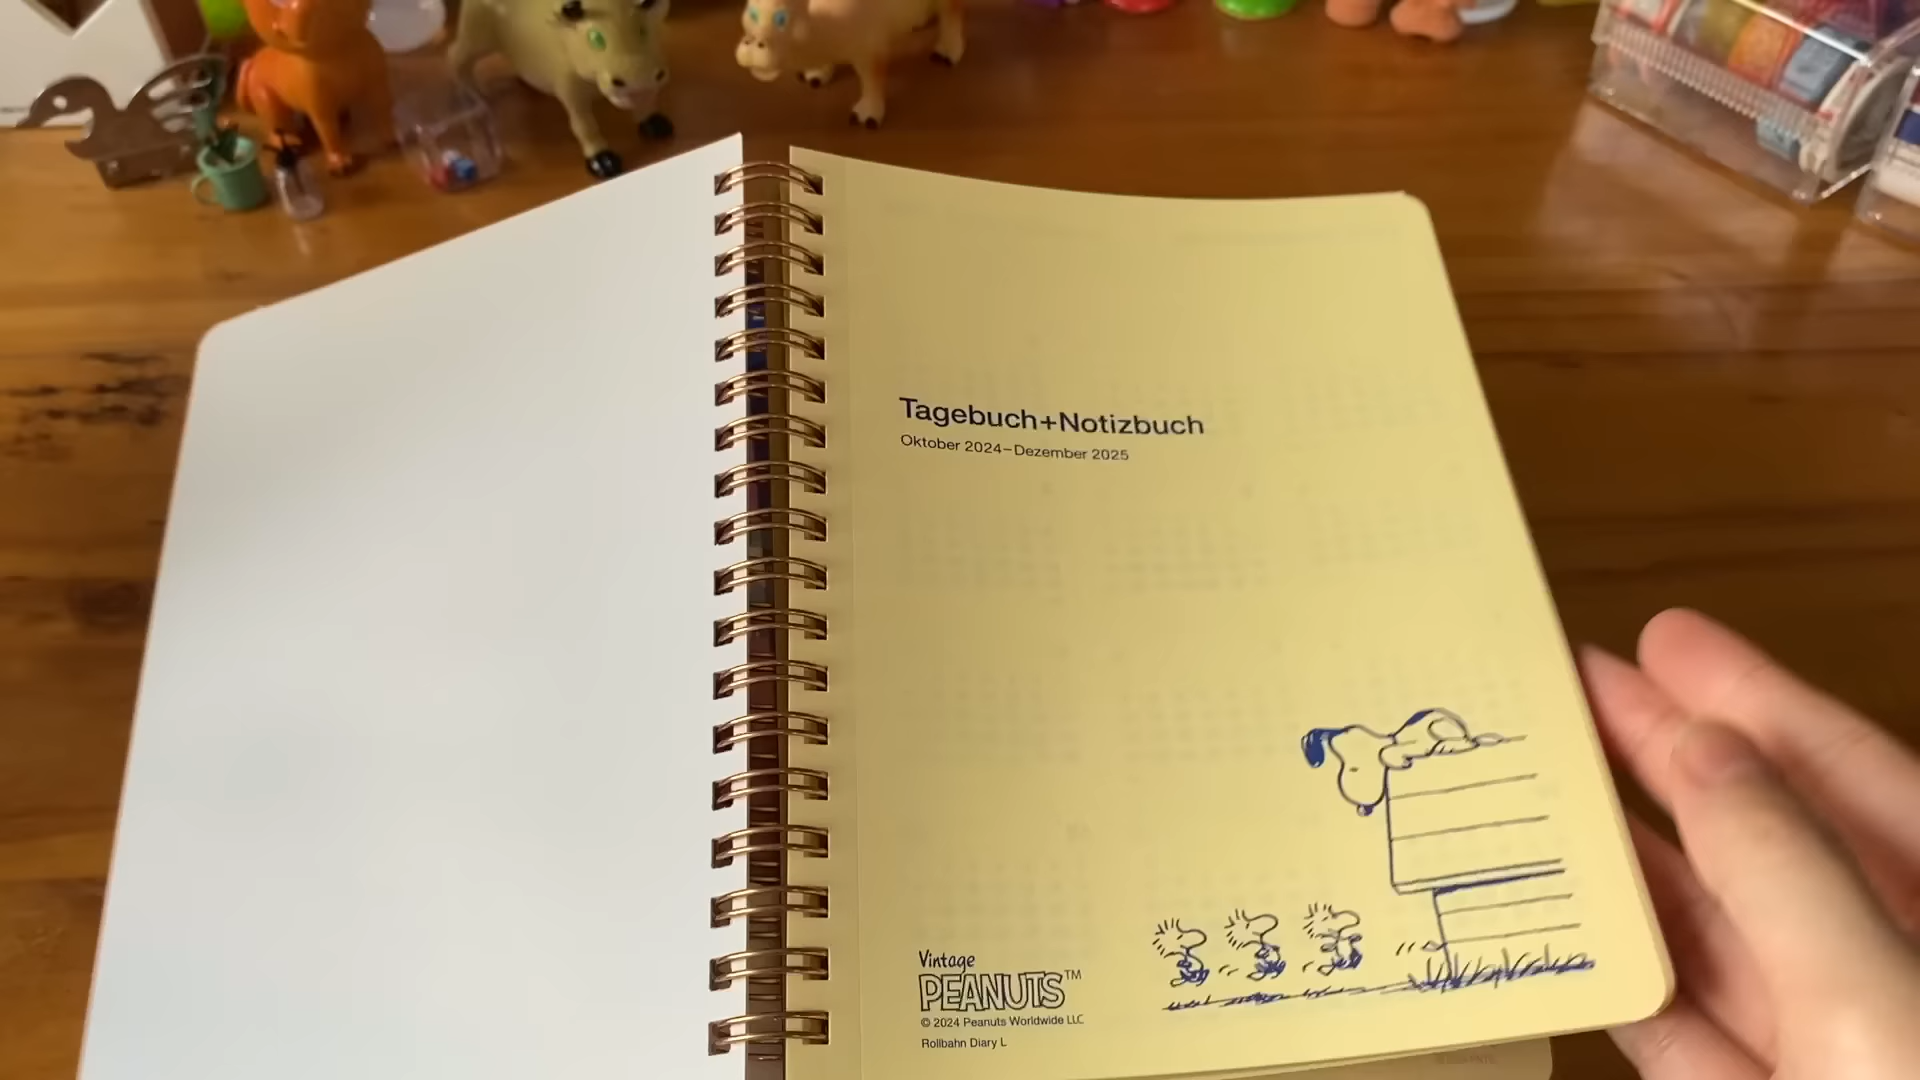 Tagebuch+Notizbuch
Oktober 2024–Dezember 2025
Vintage
PEANUTS™
© 2024 Peanuts Worldwide LLC
Rollbahn Diary L